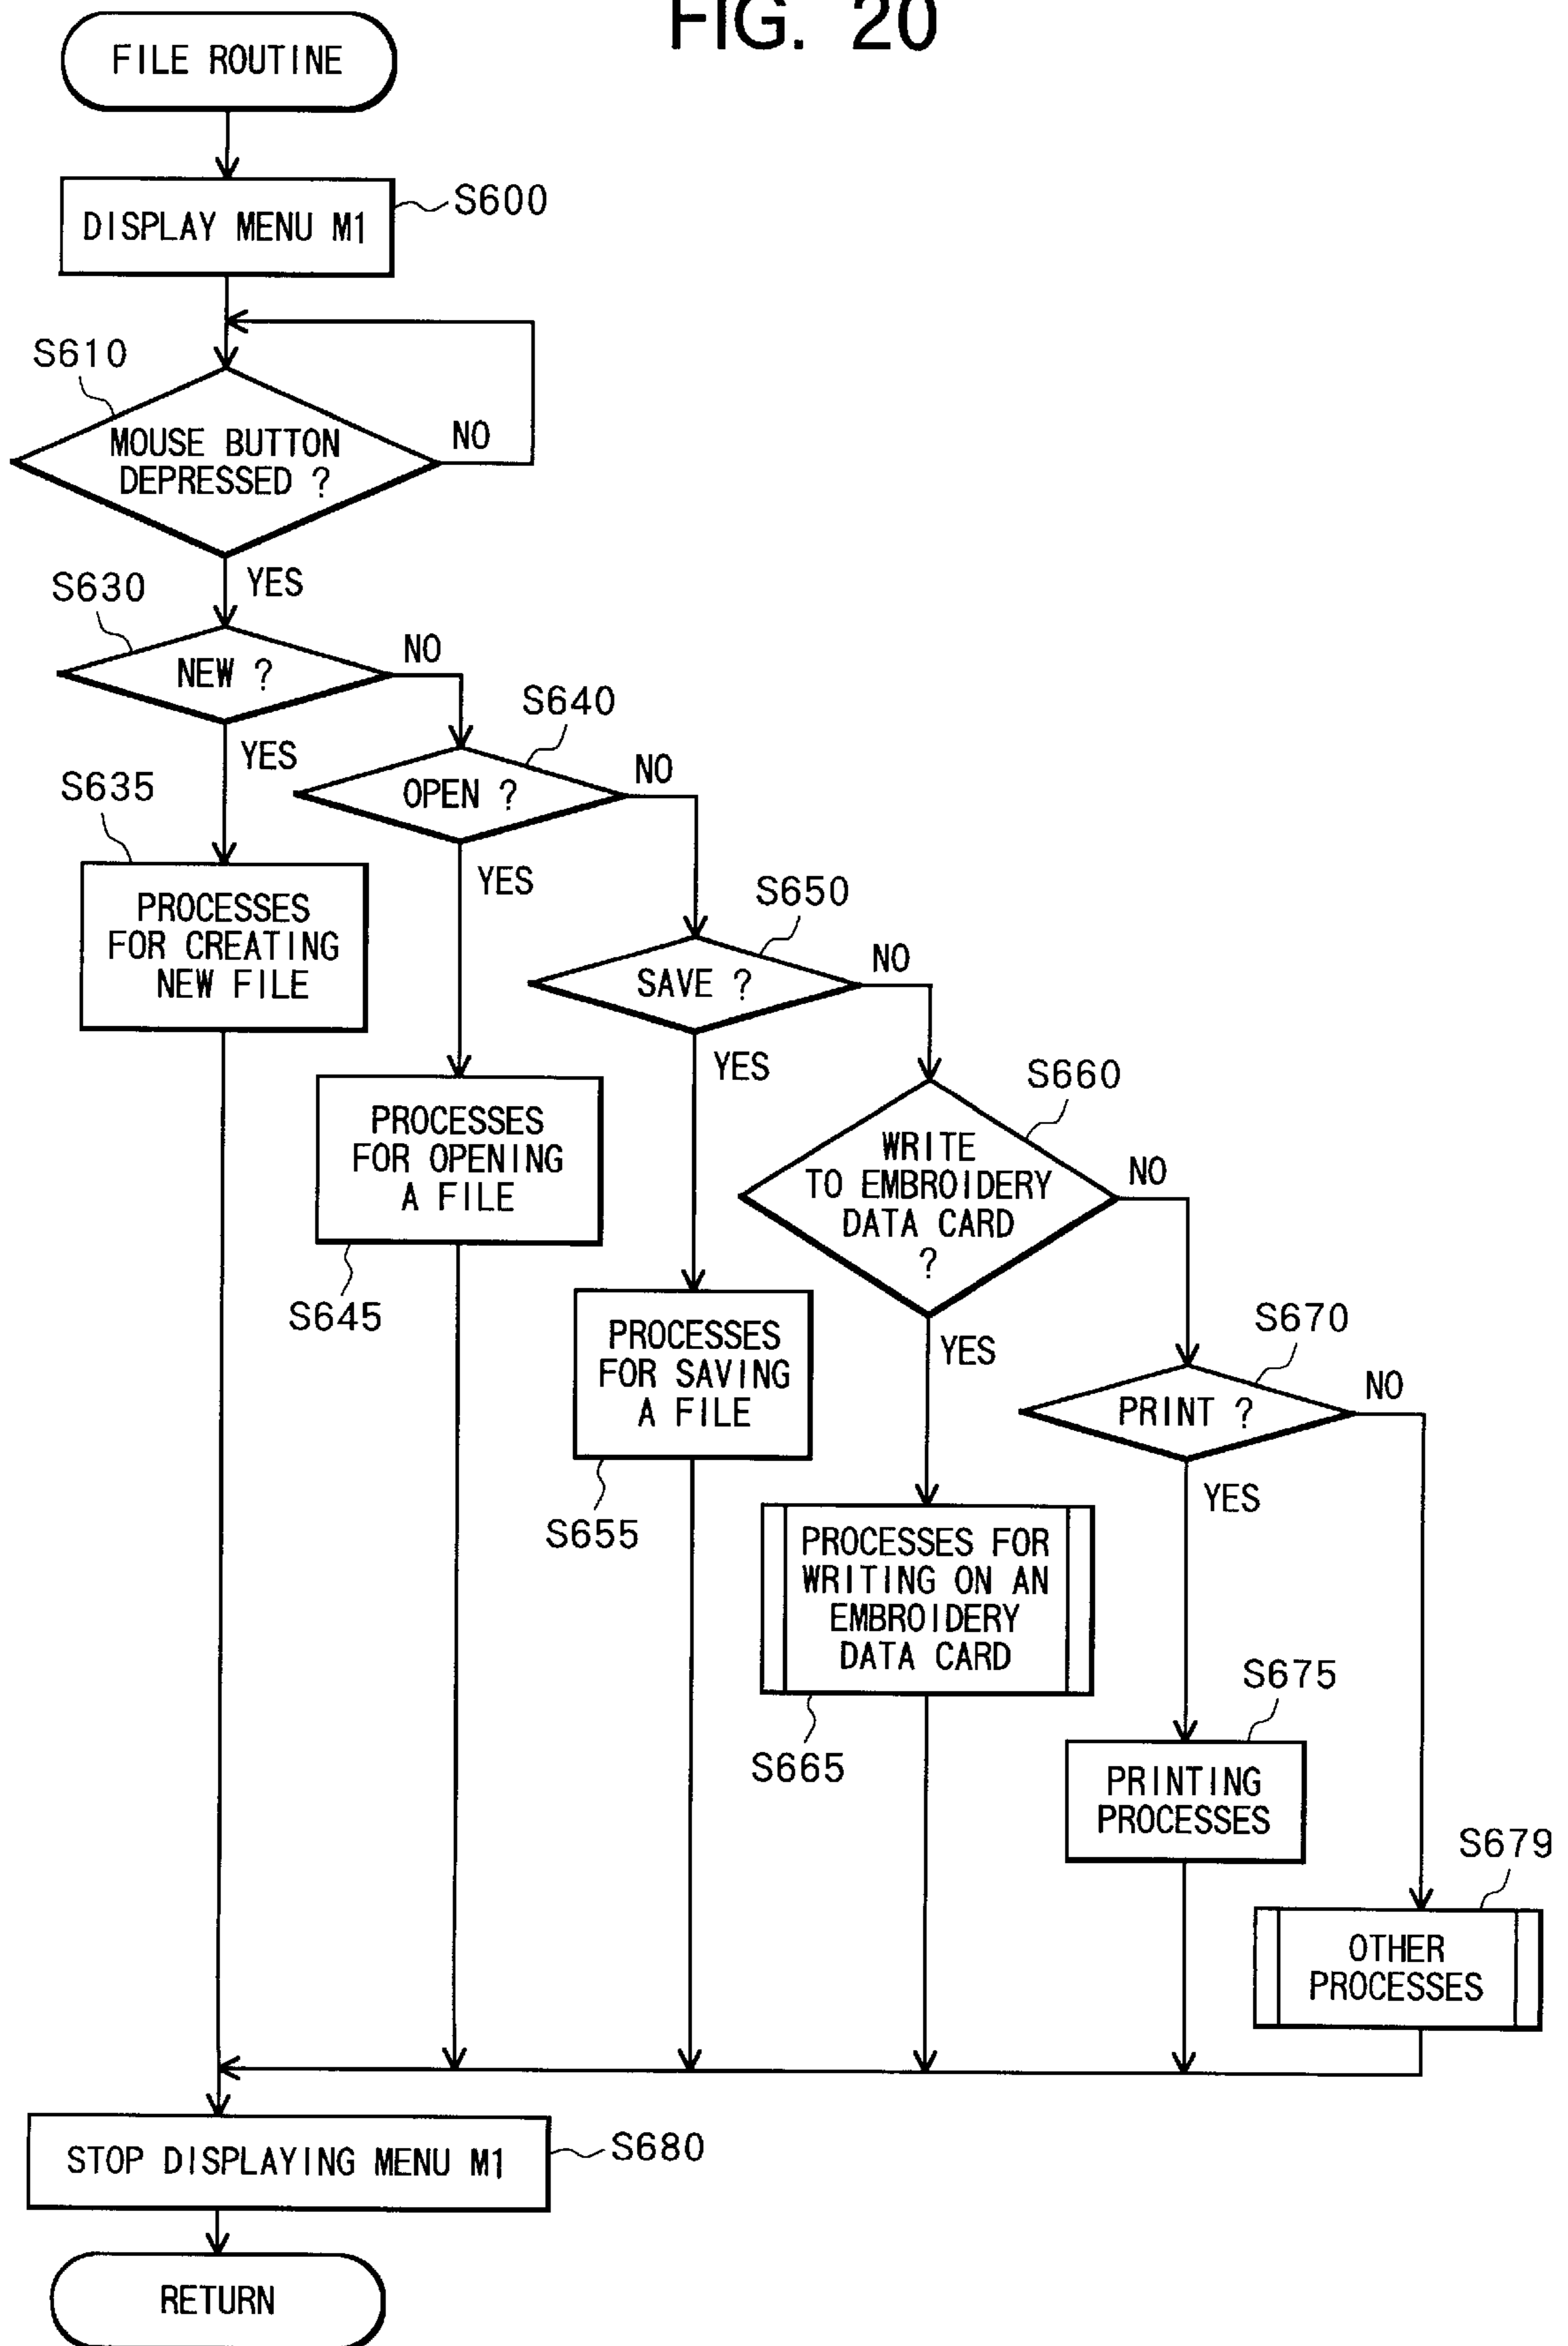 FIG. 20
FILE ROUTINE
S600
DISPLAY MENU M1
S610
MOUSE BUTTON
DEPRESSED ?
NO
YES
S630
NEW ?
NO
YES
S640
OPEN ?
NO
YES
S635
PROCESSES
FOR CREATING
NEW FILE
S650
SAVE ?
NO
YES
S645
PROCESSES
FOR OPENING
A FILE
S660
WRITE
TO EMBROIDERY
DATA CARD
?
NO
YES
PROCESSES
FOR SAVING
A FILE
S655
S670
PRINT ?
NO
YES
PROCESSES FOR
WRITING ON AN
EMBROIDERY
DATA CARD
S665
S675
PRINTING
PROCESSES
S679
OTHER
PROCESSES
STOP DISPLAYING MENU M1
S680
RETURN